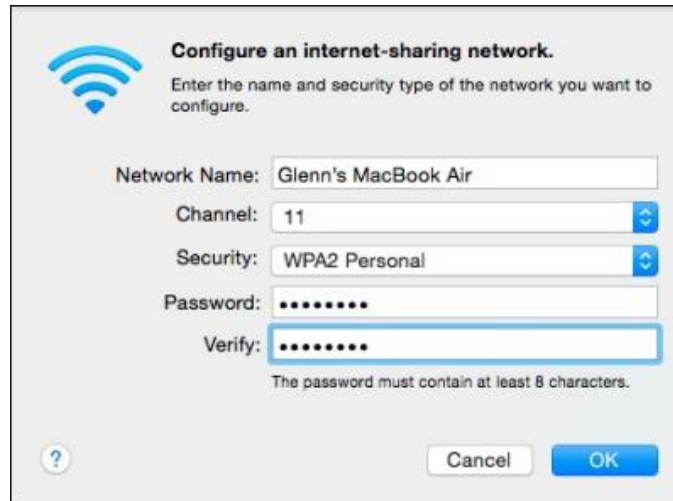 Configure an internet-sharing network.
Enter the name and security type of the network you want to
configure.
Network Name: Glenn's MacBook Air
Channel: 11
Security: WPA2 Personal
Password: ••••••••
Verify: ••••••••
The password must contain at least 8 characters.
? Cancel OK